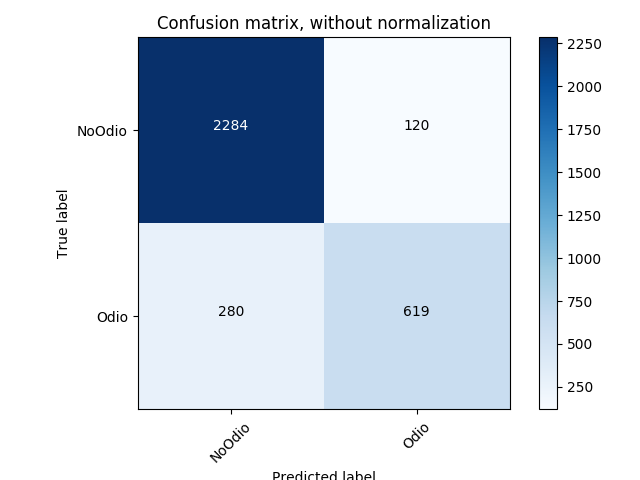 Confusion matrix, without normalization
NoOdio
Odio
True label
2284
120
280
619
NoOdio
Odio
Predicted label
2250
2000
1750
1500
1250
1000
750
500
250